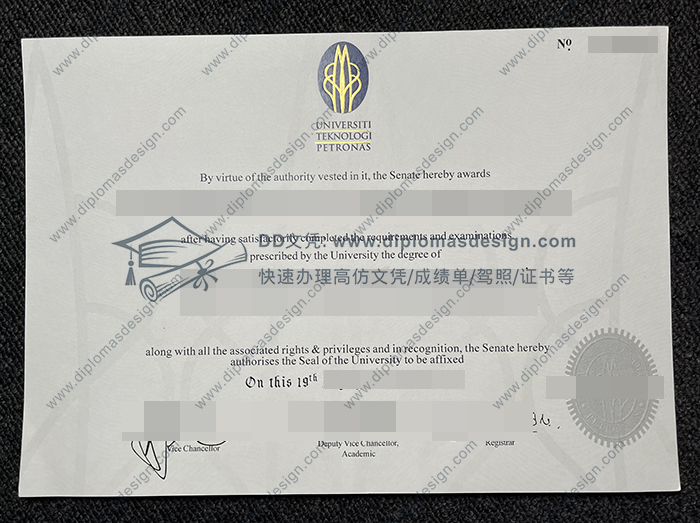 Nº
UNIVERSITI
TEKNOLOGI
PETRONAS
By virtue of the authority vested in it, the Senate hereby awards
after having satisfactorily completed the requirements and examinations
DD文凭: www.diplomasdesign.com
prescribed by the University the degree of
快速办理高仿文凭/成绩单/驾照/证书等
along with all the associated rights & privileges and in recognition, the Senate hereby
authorises the Seal of the University to be affixed
On this 19th
Vice Chancellor
Deputy Vice Chancellor,
Academic
Registrar
www.diplomasdesign.com